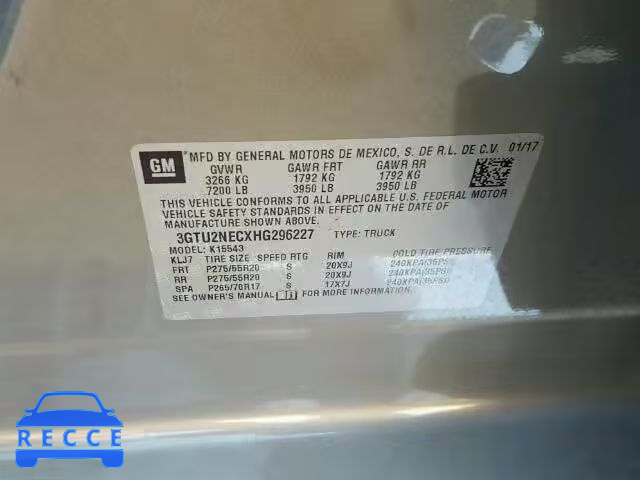 GM
*MFD BY GENERAL MOTORS DE MEXICO, S. DE R.L. DE C.V. 01/17
GVWR GAWR FRT GAWR RR
3266 KG 1792 KG 1792 KG
7200 LB 3950 LB 3950 LB
THIS VEHICLE CONFORMS TO ALL APPLICABLE U.S. FEDERAL MOTOR
VEHICLE SAFETY STANDARDS IN EFFECT ON THE DATE OF
MANUFACTURE SHOWN ABOVE.
3GTU2NECXHG296227 TYPE: TRUCK
MODEL: K15543
KLJ7 TIRE SIZE SPEED RTG RIM COLD TIRE PRESSURE
FRT P275/55R20 S 20X9J 240KPA(35PSI)
RR P275/55R20 S 20X9J 240KPA(35PSI)
SPA P265/70R17 S 17X7J 240KPA(35PSI)
SEE OWNER'S MANUAL FOR MORE INFORMATION.
RECCE